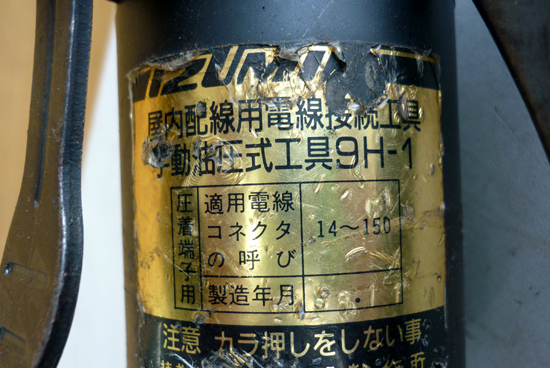 IZUMI
屋内配線用電線接続工具
手動油圧式工具9H-1
圧着端子用
適用電線
コネクタ
の呼び
14〜150
製造年月
注意 カラ押しをしない事